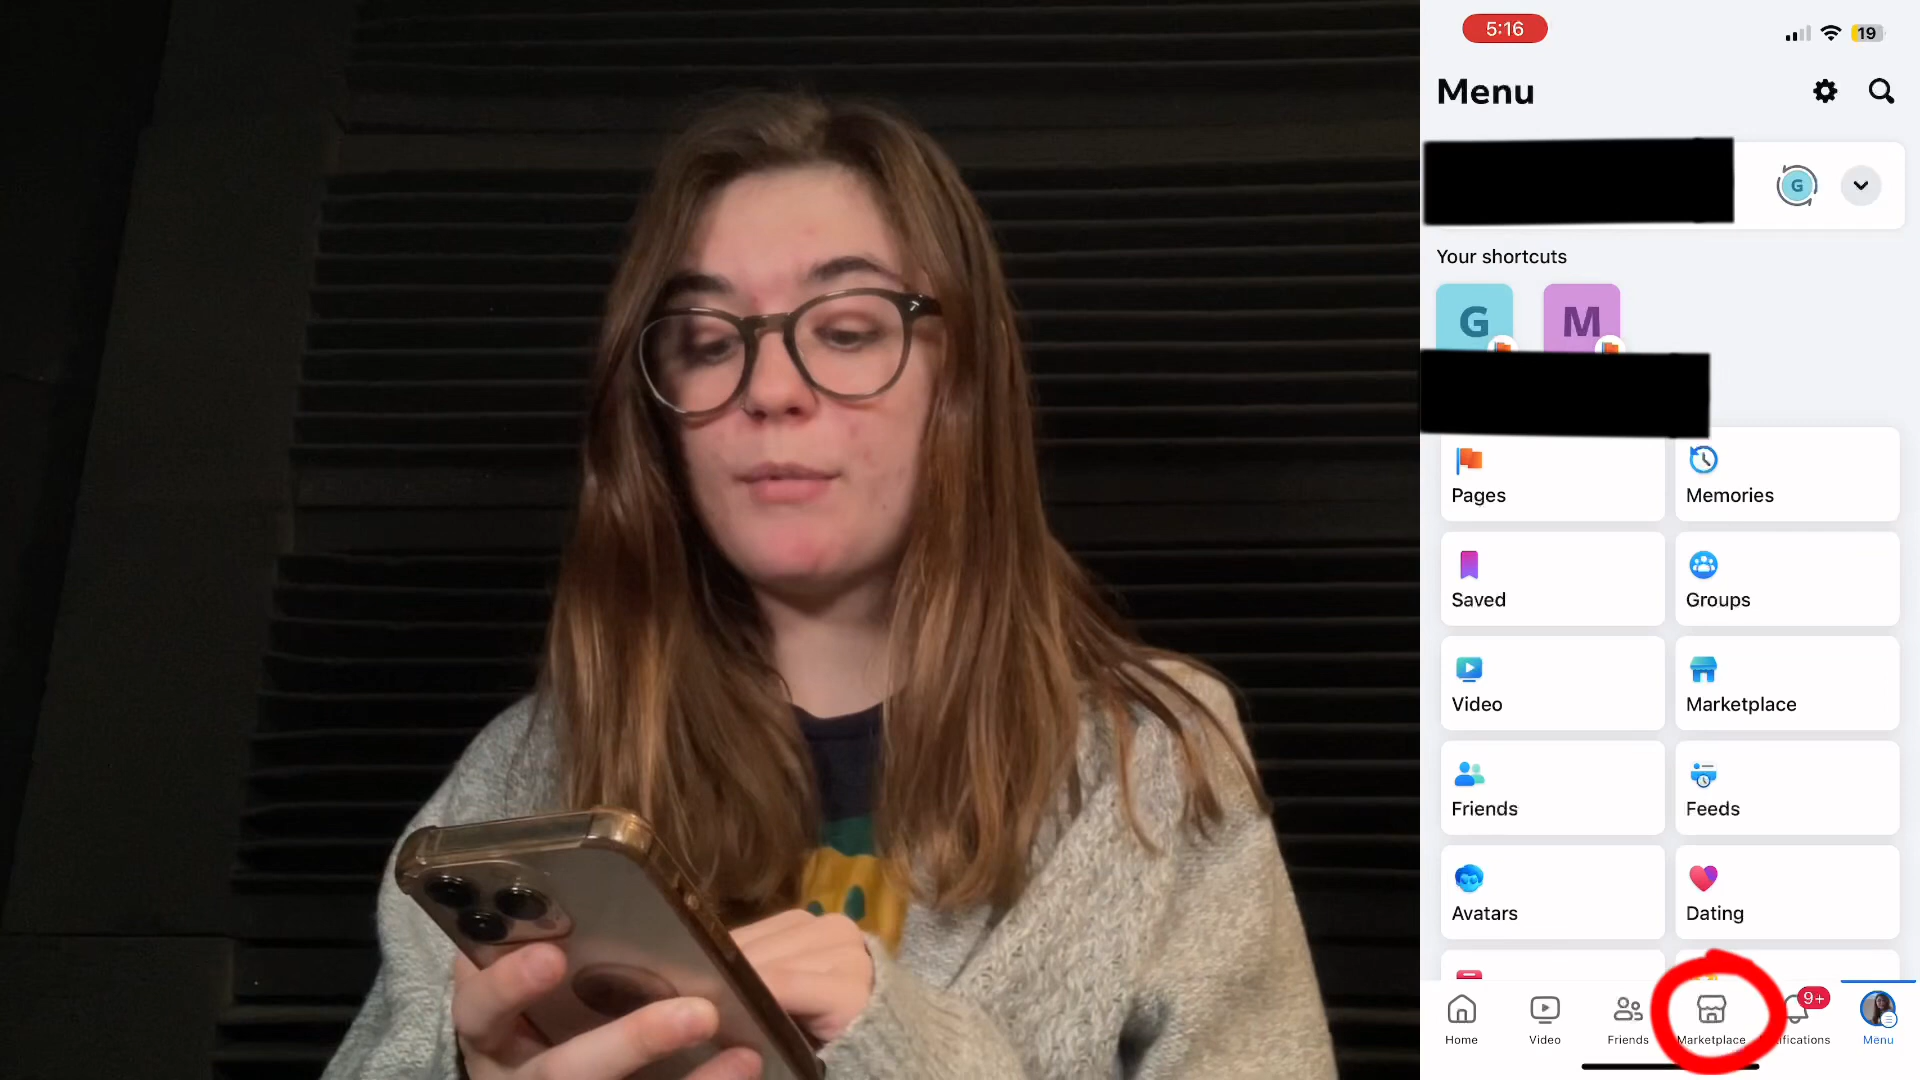 5:16
19
Menu
G
Your shortcuts
G
M
Pages
Memories
Saved
Groups
Video
Marketplace
Friends
Feeds
Avatars
Dating
9+
Home
Video
Friends
Marketplace
ifications
Menu